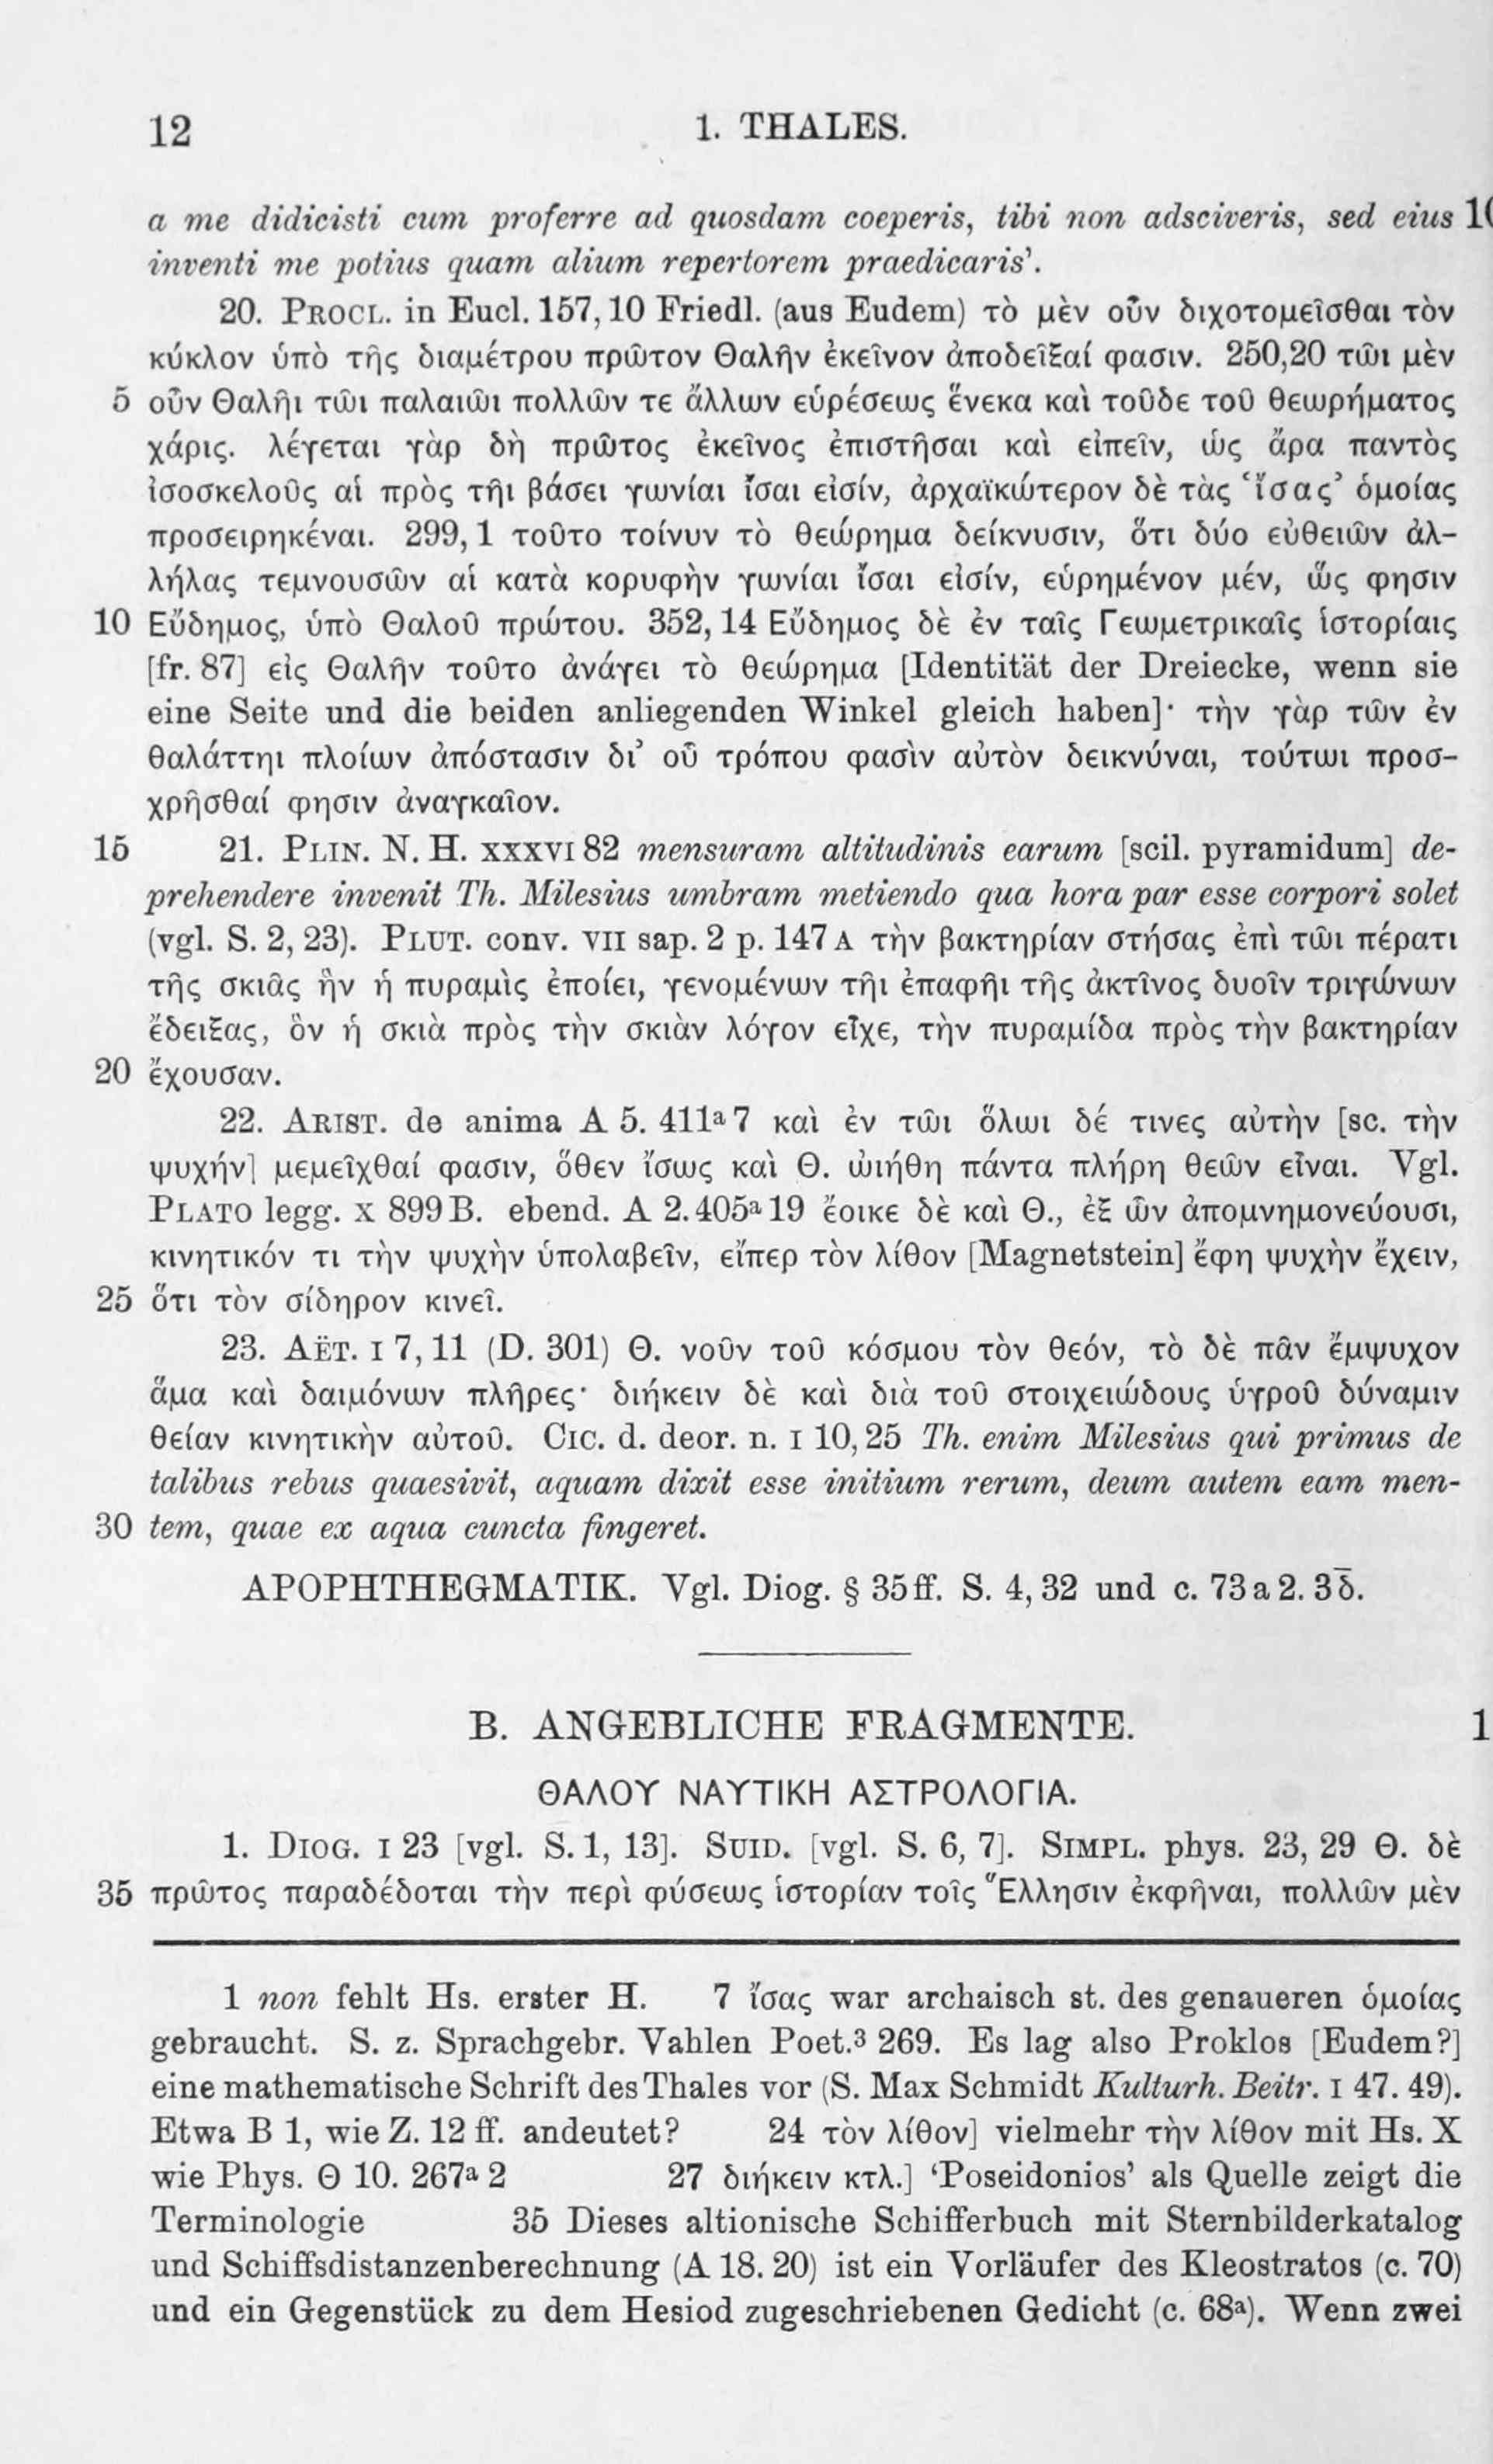 12
1. THALES.
a me didicisti cum proferre ad quosdam coeperis, tibi non adsciveris, sed eius
inventi me potius quam alium repertorem praedicaris’.
20. PROCL. in Eucl. 157,10 Friedl. (aus Eudem) τὸ μὲν οὖν διχοτομεῖσθαι τὸν
κύκλον ὑπὸ τῆς διαμέτρου πρῶτον Θαλῆν ἐκεῖνον ἀποδεῖξαί φασιν. 250,20 τῶι μὲν
5 οὖν Θαλῆι τῶι παλαιῶι πολλῶν τε ἄλλων εὑρέσεως ἕνεκα καὶ τοῦδε τοῦ θεωρήματος
χάρις. λέγεται γὰρ δὴ πρῶτος ἐκεῖνος ἐπιστῆσαι καὶ εἰπεῖν, ὡς ἄρα παντὸς
ἰσοσκελοῦς αἱ πρὸς τῆι βάσει γωνίαι ἴσαι εἰσίν, ἀρχαϊκώτερον δὲ τὰς ‘ἴσας’ ὁμοίας
προσειρηκέναι. 299,1 τοῦτο τοίνυν τὸ θεώρημα δείκνυσιν, ὅτι δύο εὐθειῶν ἀλ-
λήλας τεμνουσῶν αἱ κατὰ κορυφὴν γωνίαι ἴσαι εἰσίν, εὑρημένον μέν, ὥς φησιν
10 Εὔδημος, ὑπὸ Θαλοῦ πρώτου. 352,14 Εὔδημος δὲ ἐν ταῖς Γεωμετρικαῖς ἱστορίαις
[fr. 87] εἰς Θαλῆν τοῦτο ἀνάγει τὸ θεώρημα [Identität der Dreiecke, wenn sie
eine Seite und die beiden anliegenden Winkel gleich haben]· τὴν γὰρ τῶν ἐν
θαλάττηι πλοίων ἀπόστασιν δι’ οὗ τρόπου φασὶν αὐτὸν δεικνύναι, τούτωι προσ-
χρῆσθαί φησιν ἀναγκαῖον.
15 21. PLIN. N. H. XXXVI 82 mensuram altitudinis earum [scil. pyramidum] de-
prehendere invenit Th. Milesius umbram metiendo qua hora par esse corpori solet
(vgl. S. 2, 23). PLUT. conv. VII sap. 2 p. 147 A τὴν βακτηρίαν στήσας ἐπὶ τῶι πέρατι
τῆς σκιᾶς ἣν ἡ πυραμὶς ἐποίει, γενομένων τῆι ἐπαφῆι τῆς ἀκτῖνος δυοῖν τριγώνων
ἔδειξας, ὃν ἡ σκιὰ πρὸς τὴν σκιὰν λόγον εἶχε, τὴν πυραμίδα πρὸς τὴν βακτηρίαν
20 ἔχουσαν.
22. ARIST. de anima A 5. 411ᵃ 7 καὶ ἐν τῶι ὅλωι δέ τινες αὐτὴν [sc. τὴν
ψυχήν] μεμεῖχθαί φασιν, ὅθεν ἴσως καὶ Θ. ὠιήθη πάντα πλήρη θεῶν εἶναι. Vgl.
PLATO legg. X 899 B. ebend. A 2. 405ᵃ 19 ἔοικε δὲ καὶ Θ., ἐξ ὧν ἀπομνημονεύουσι,
κινητικόν τι τὴν ψυχὴν ὑπολαβεῖν, εἴπερ τὸν λίθον [Magnetstein] ἔφη ψυχὴν ἔχειν,
25 ὅτι τὸν σίδηρον κινεῖ.
23. AËT. I 7, 11 (D. 301) Θ. νοῦν τοῦ κόσμου τὸν θεόν, τὸ δὲ πᾶν ἔμψυχον
ἅμα καὶ δαιμόνων πλῆρες· διήκειν δὲ καὶ διὰ τοῦ στοιχειώδους ὑγροῦ δύναμιν
θείαν κινητικὴν αὐτοῦ. CIC. d. deor. n. I 10, 25 Th. enim Milesius qui primus de
talibus rebus quaesivit, aquam dixit esse initium rerum, deum autem eam men-
30 tem, quae ex aqua cuncta fingeret.
APOPHTHEGMATIK. Vgl. Diog. § 35 ff. S. 4, 32 und c. 73 a 2. 3 δ̄.
B. ANGEBLICHE FRAGMENTE.
1
ΘΑΛΟΥ ΝΑΥΤΙΚΗ ΑΣΤΡΟΛΟΓΙΑ.
1. DIOG. I 23 [vgl. S. 1, 13]. SUID. [vgl. S. 6, 7]. SIMPL. phys. 23, 29 Θ. δὲ
35 πρῶτος παραδέδοται τὴν περὶ φύσεως ἱστορίαν τοῖς Ἕλλησιν ἐκφῆναι, πολλῶν μὲν
1 non fehlt Hs. erster H. 7 ἴσας war archaisch st. des genaueren ὁμοίας
gebraucht. S. z. Sprachgebr. Vahlen Poet.³ 269. Es lag also Proklos [Eudem?]
eine mathematische Schrift des Thales vor (S. Max Schmidt Kulturh. Beitr. I 47. 49).
Etwa B 1, wie Z. 12 ff. andeutet? 24 τὸν λίθον] vielmehr τὴν λίθον mit Hs. X
wie Phys. Θ 10. 267ᵃ 2 27 διήκειν κτλ.] ‘Poseidonios’ als Quelle zeigt die
Terminologie 35 Dieses altionische Schifferbuch mit Sternbilderkatalog
und Schiffsdistanzenberechnung (A 18. 20) ist ein Vorläufer des Kleostratos (c. 70)
und ein Gegenstück zu dem Hesiod zugeschriebenen Gedicht (c. 68ᵃ). Wenn zwei